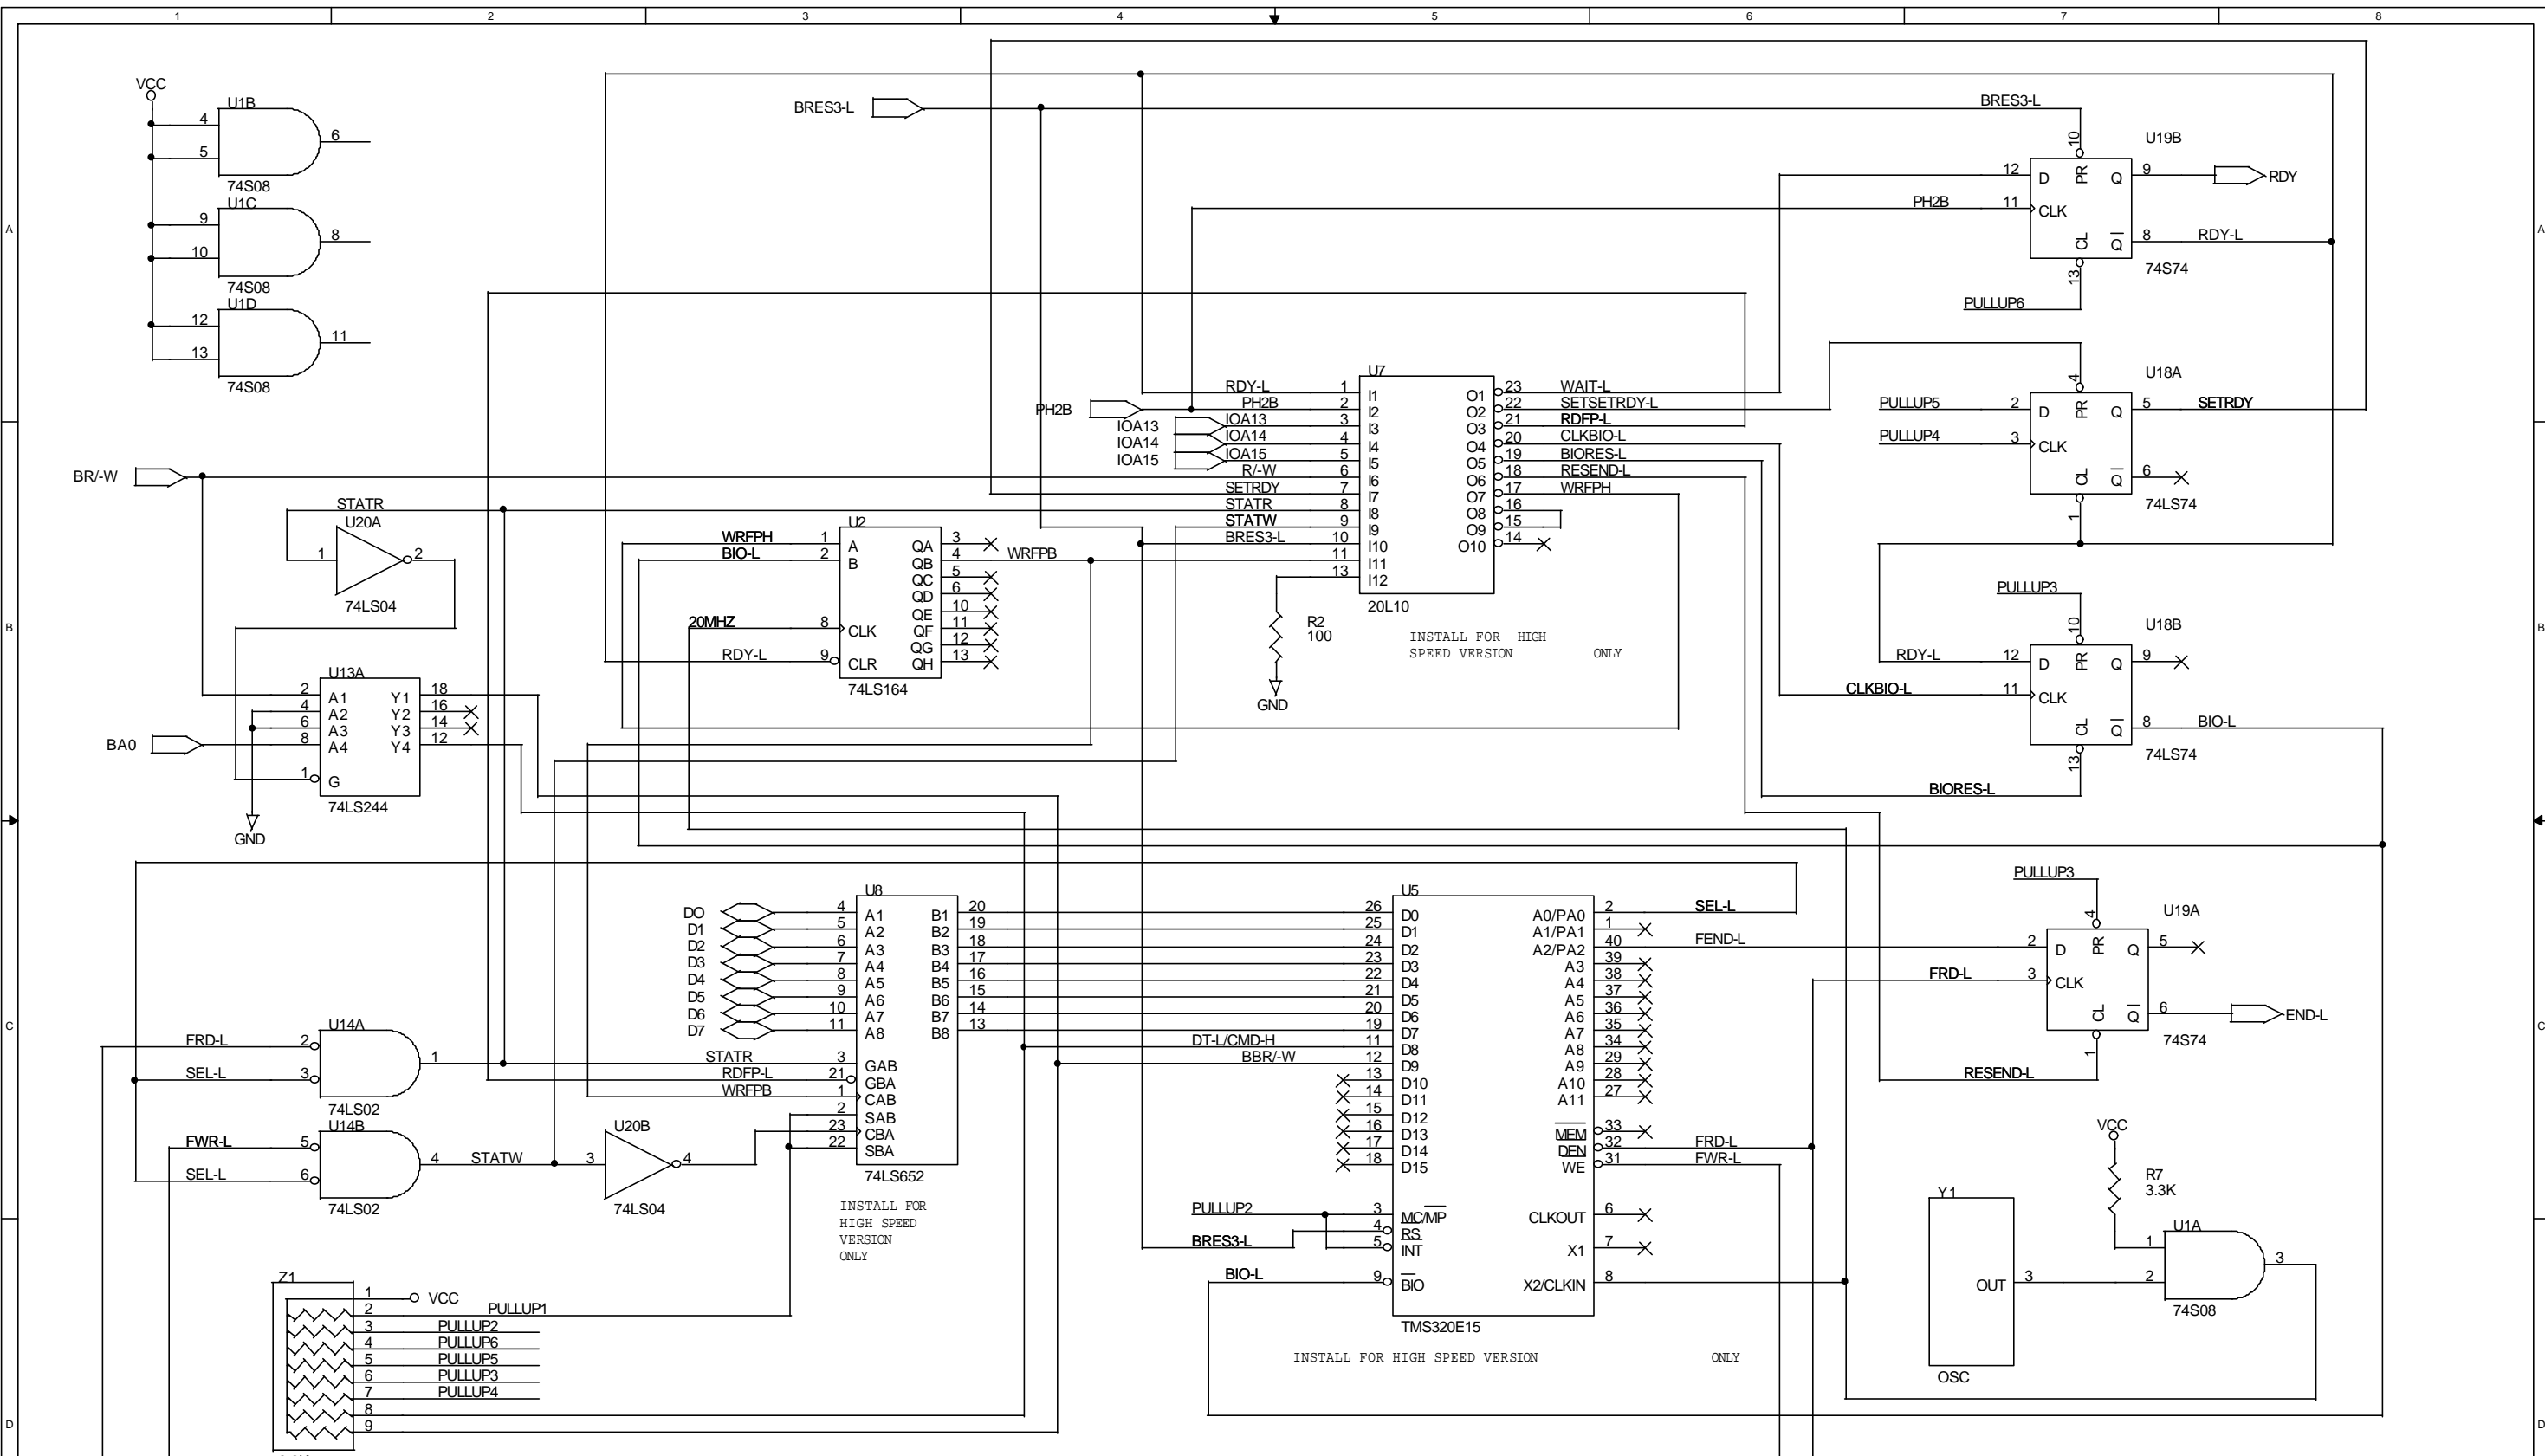 1 2 3 4 5 6 7 8
A
B
C
D
A
B
C
D
VCC
U1B
4
5
6
74S08
U1C
9
10
8
74S08
U1D
12
13
11
74S08
BRES3-L
BRES3-L
U19B
10
12 D PR Q 9
RDY
PH2B 11 CLK
CL Q 8 RDY-L
13
74S74
PULLUP6
U7
RDY-L 1 I1 O1 23 WAIT-L
PH2B
PH2B 2 I2 O2 22 SETSETRDY-L
IOA13 IOA13 3 I3 O3 21 RDFP-L
IOA14 IOA14 4 I4 O4 20 CLKBIO-L
IOA15 IOA15 5 I5 O5 19 BIORES-L
R/-W 6 I6 O6 18 RESEND-L
SETRDY 7 I7 O7 17 WRFPH
STATR 8 I8 O8 16
STATW 9 I9 O9 15
BRES3-L 10 I10 O10 14
11 I11
13 I12
20L10
R2
100
GND
INSTALL FOR HIGH
SPEED VERSION ONLY
U18A
4
PULLUP5 2 D PR Q 5 SETRDY
PULLUP4 3 CLK
CL Q 6
1
74LS74
PULLUP3
10
U18B
RDY-L 12 D PR Q 9
CLKBIO-L 11 CLK
CL Q 8 BIO-L
13
74LS74
BIORES-L
BR/-W
STATR
U20A
1 2
74LS04
U2
WRFPH 1 A QA 3
BIO-L 2 B QB 4 WRFPB
QC 5
QD 6
QE 10
20MHZ 8 CLK QF 11
QG 12
RDY-L 9 CLR QH 13
74LS164
U13A
2 A1 Y1 18
4 A2 Y2 16
6 A3 Y3 14
BA0 8 A4 Y4 12
1 G
74LS244
GND
U8
DO 4 A1 B1 20
D1 5 A2 B2 19
D2 6 A3 B3 18
D3 7 A4 B4 17
D4 8 A5 B5 16
D5 9 A6 B6 15
D6 10 A7 B7 14
D7 11 A8 B8 13
STATR 3 GAB
RDFP-L 21 GBA
WRFPB 1 CAB
2 SAB
23 CBA
22 SBA
74LS652
INSTALL FOR
HIGH SPEED
VERSION
ONLY
U5
26 D0 A0/PA0 2 SEL-L
25 D1 A1/PA1 1
24 D2 A2/PA2 40 FEND-L
23 D3 A3 39
22 D4 A4 38
21 D5 A5 37
20 D6 A6 36
19 D7 A7 35
DT-L/CMD-H 11 D8 A8 34
BBR/-W 12 D9 A9 29
13 D10 A10 28
14 D11 A11 27
15 D12
16 D13 MEM 33
17 D14 DEN 32 FRD-L
18 D15 WE 31 FWR-L
PULLUP2 3 MC/MP CLKOUT 6
4 RS
BRES3-L 5 INT X1 7
BIO-L 9 BIO X2/CLKIN 8
TMS320E15
INSTALL FOR HIGH SPEED VERSION ONLY
PULLUP3
4
U19A
2 D PR Q 5
FRD-L 3 CLK
CL Q 6 END-L
1
74S74
RESEND-L
U14A
FRD-L 2
1
SEL-L 3
74LS02
U14B
FWR-L 5
4 STATW
SEL-L 6
74LS02
U20B
3 4
74LS04
VCC
R7
3.3K
Y1
OUT 3
OSC
U1A
1
2
3
74S08
Z1
1 VCC
2 PULLUP1
3 PULLUP2
4 PULLUP6
5 PULLUP5
6 PULLUP3
7 PULLUP4
8
9